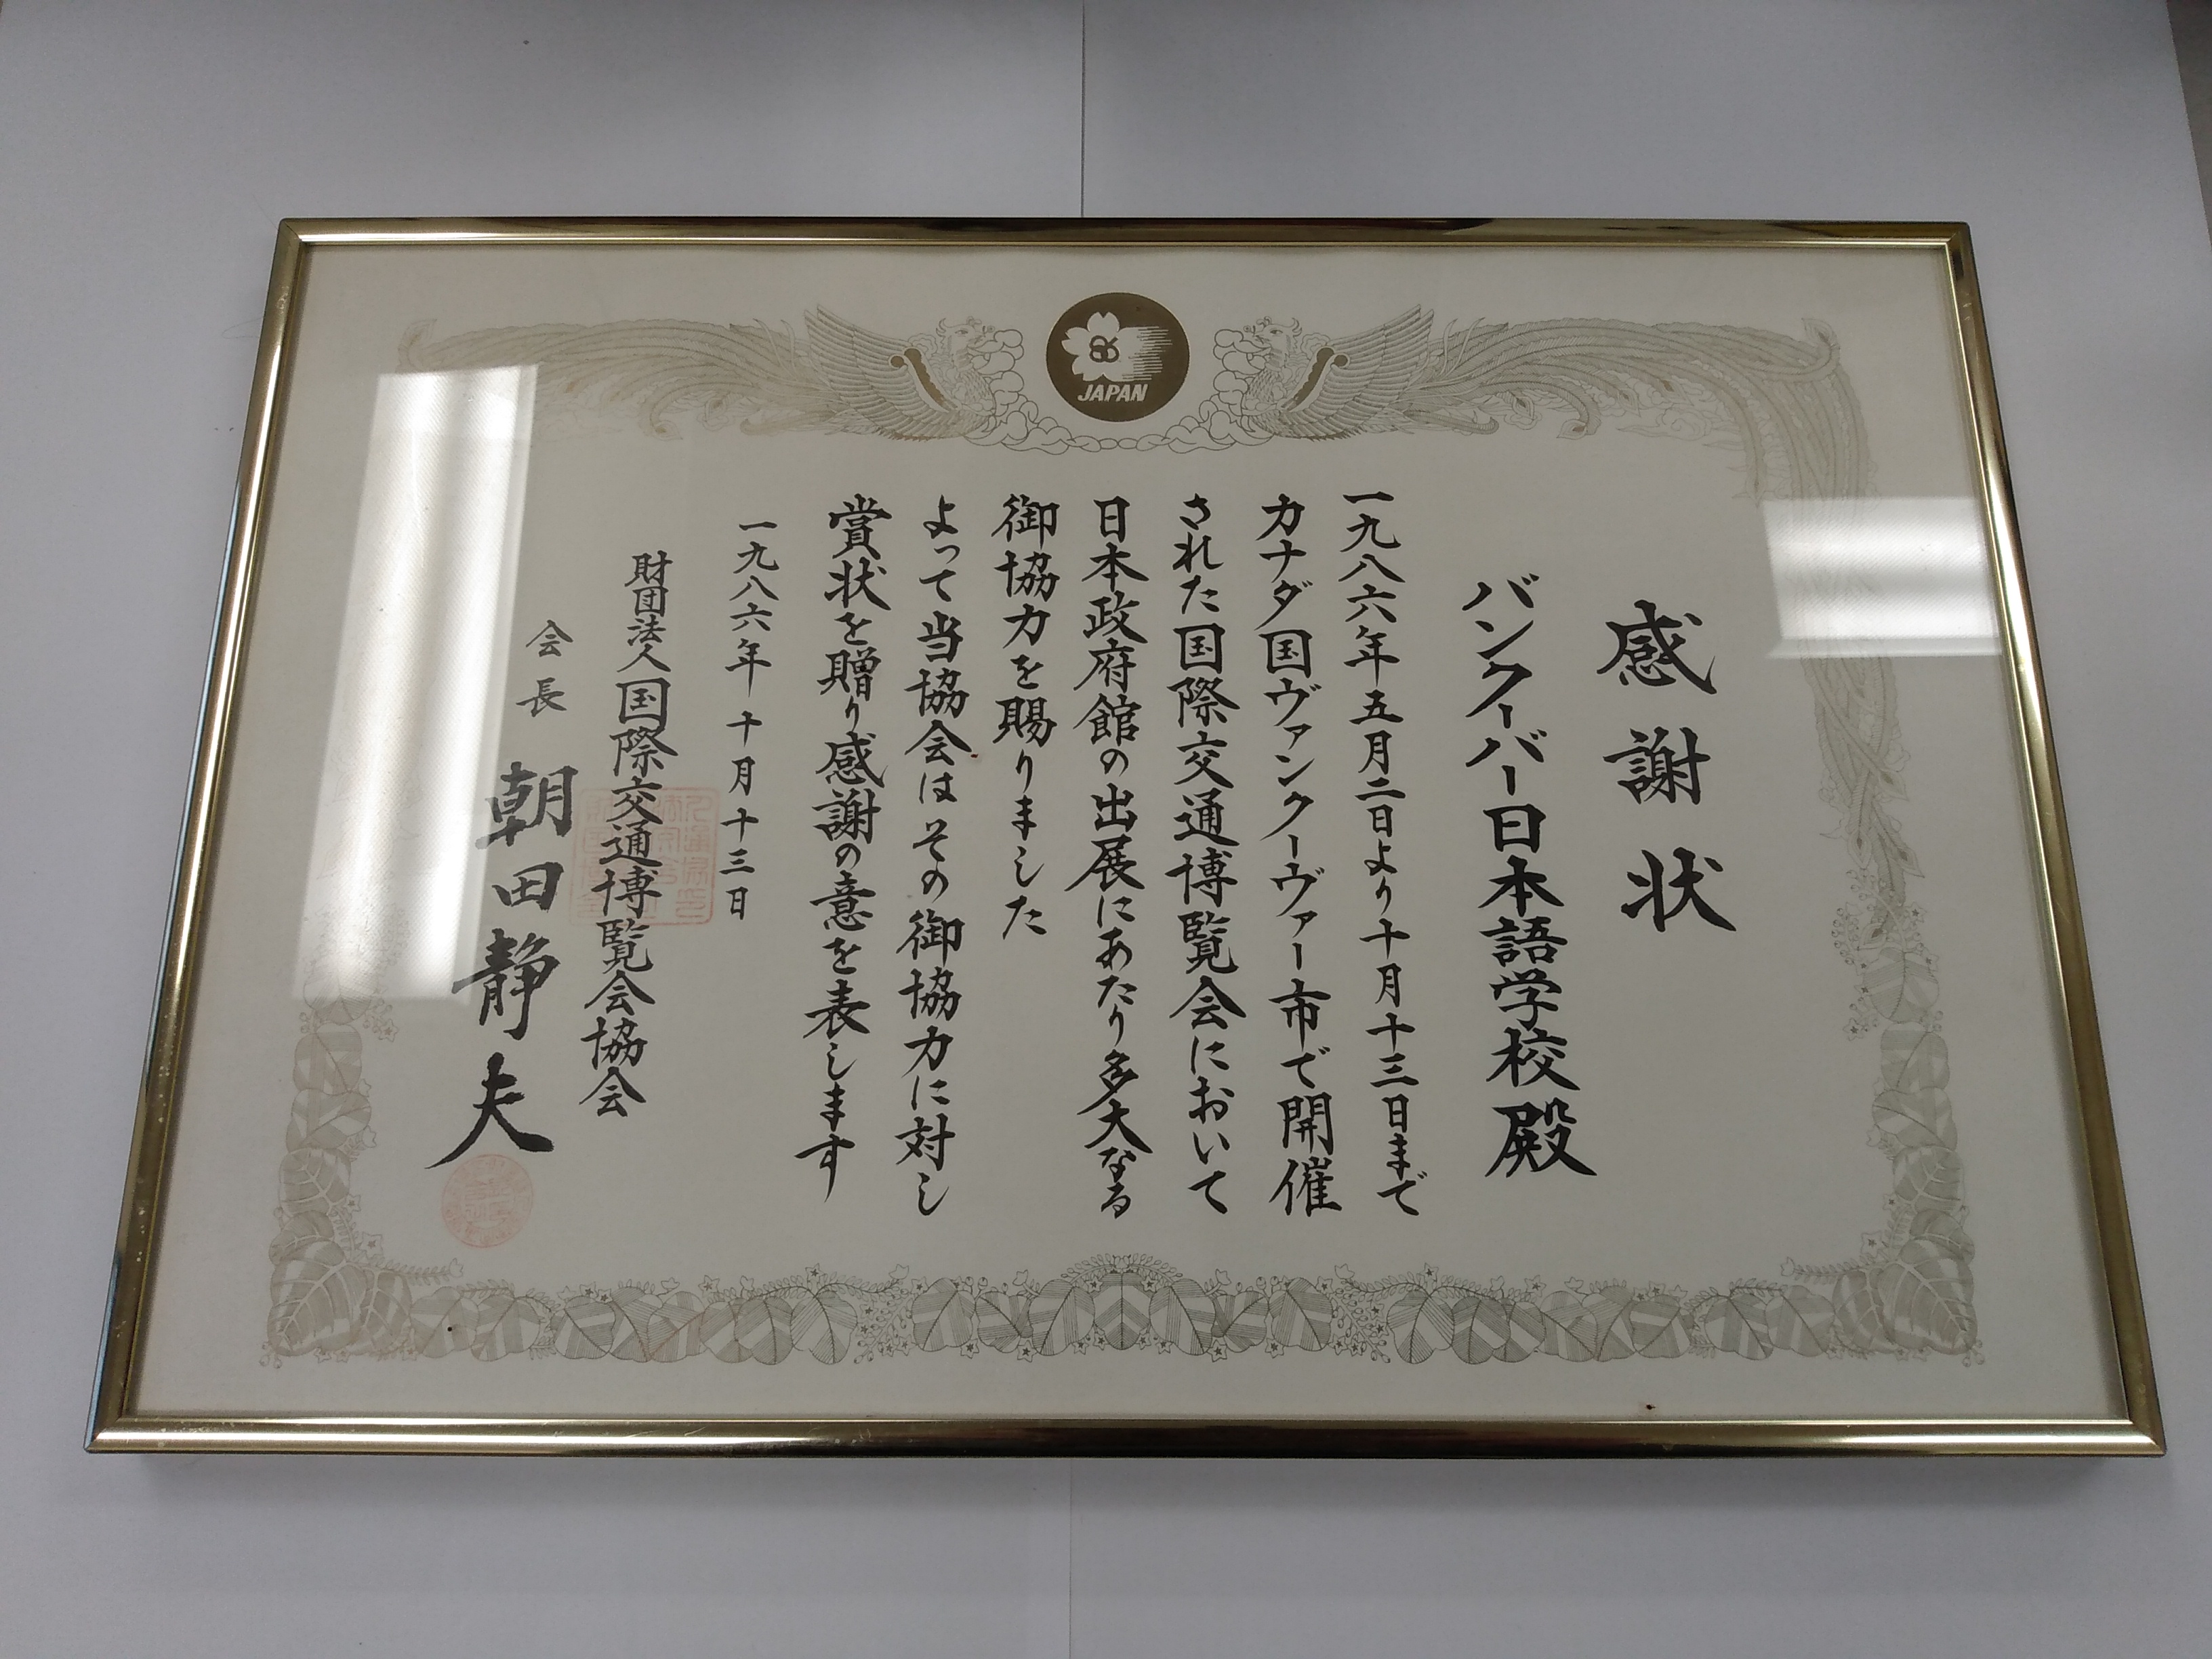 JAPAN
感謝状
バンクーバー日本語学校殿
一九八六年五月二日より十月十三日まで
カナダ国ヴァンクーヴァー市で開催
された国際交通博覧会において
日本政府館の出展にあたり多大なる
御協力を賜りました
よって当協会はその御協力に対し
賞状を贈り感謝の意を表します
一九八六年十月十三日
財団法人国際交通博覧会協会
会長 朝田静夫